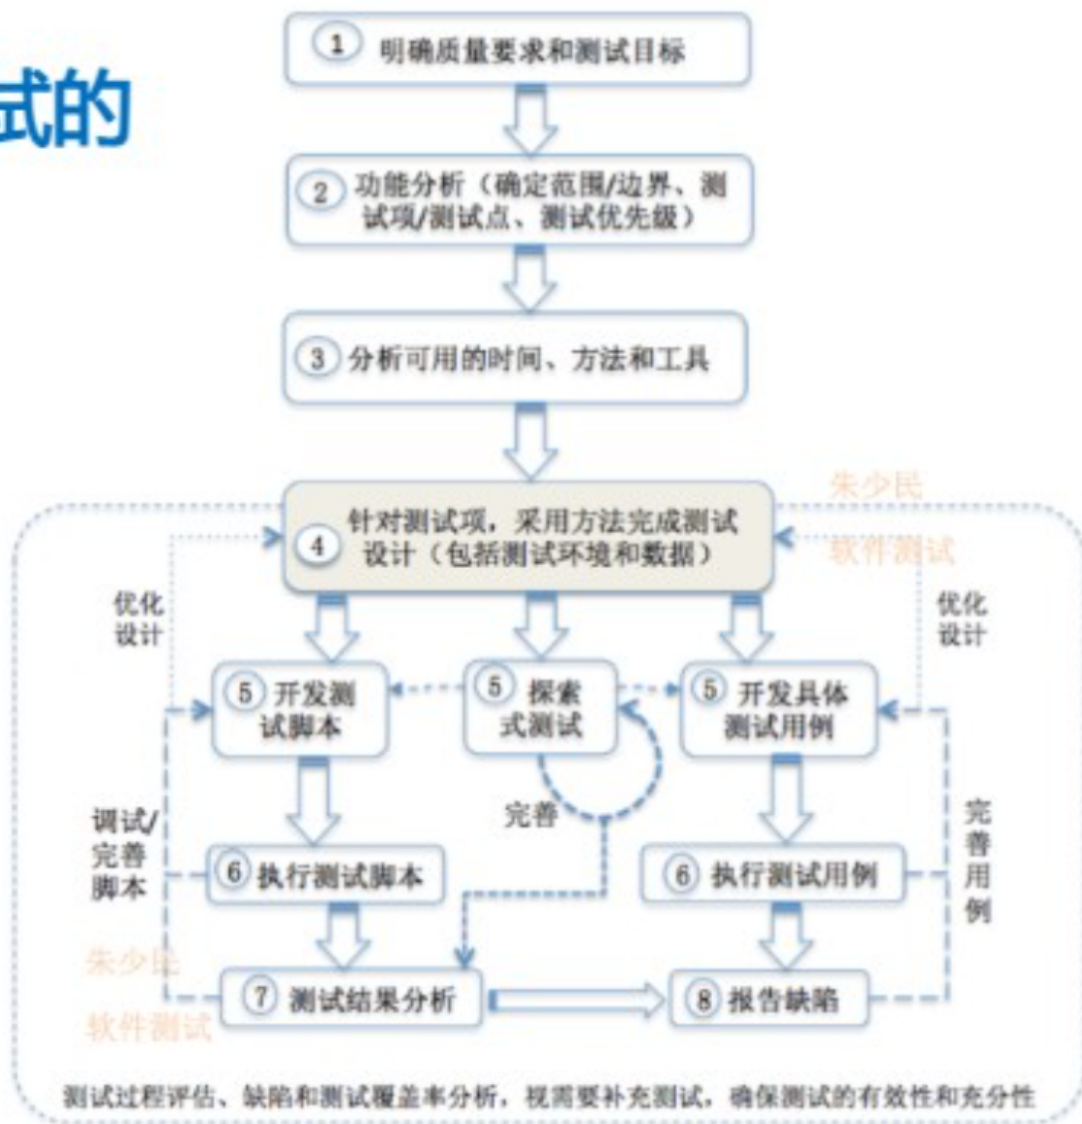 试的
① 明确质量要求和测试目标
② 功能分析（确定范围/边界、测
试项/测试点、测试优先级）
③ 分析可用的时间、方法和工具
朱少民
软件测试
④ 针对测试项，采用方法完成测试
设计（包括测试环境和数据）
优化
设计
优化
设计
⑤ 开发测
试脚本
⑤ 探索
式测试
⑤ 开发具体
测试用例
调试/
完善
脚本
完善
完
善
用
例
⑥ 执行测试脚本
⑥ 执行测试用例
朱少民
软件测试
⑦ 测试结果分析
⑧ 报告缺陷
测试过程评估、缺陷和测试覆盖率分析，视需要补充测试，确保测试的有效性和充分性